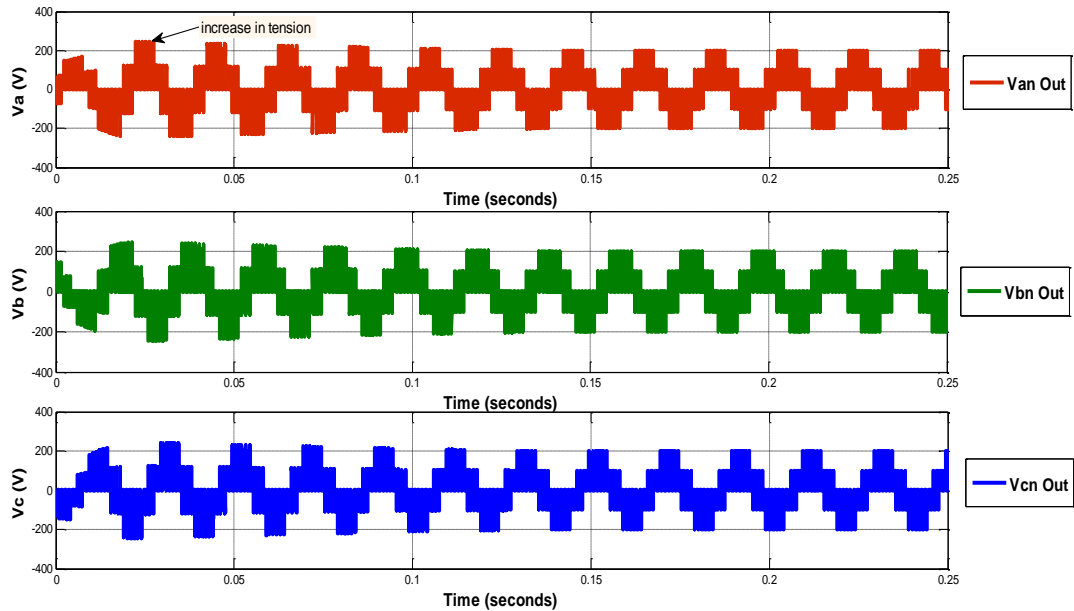 400
increase in tension
200
0
-200
-400
Va (V)
Van Out
0 0.05 0.1 0.15 0.2 0.25
Time (seconds)
400
200
0
-200
-400
Vb (V)
Vbn Out
0 0.05 0.1 0.15 0.2 0.25
Time (seconds)
400
200
0
-200
-400
Vc (V)
Vcn Out
0 0.05 0.1 0.15 0.2 0.25
Time (seconds)